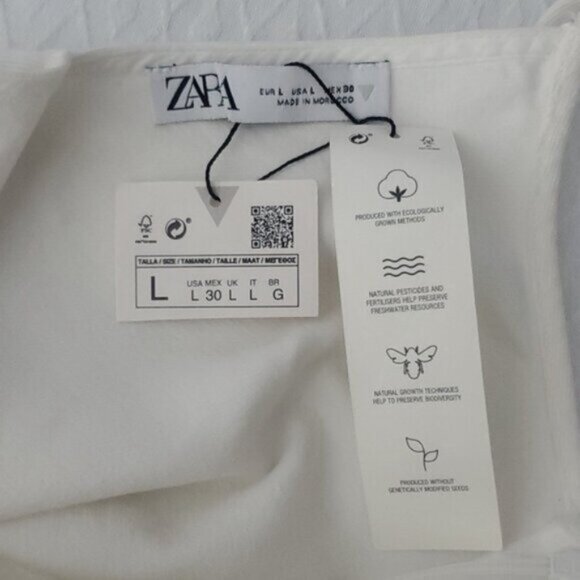 ZARA
EUR L USA L MEX 30
MADE IN MOROCCO
FSC
TALLA / SIZE / TAMANHO / TAILLE / MAAT / ΜΕΓΕΘΟΣ
L
USA MEX UK IT BR
L 30 L L G
FSC
PRODUCED WITH ECOLOGICALLY
GROWN METHODS
NATURAL PESTICIDES AND
FERTILISERS HELP PRESERVE
FRESHWATER RESOURCES
NATURAL GROWTH TECHNIQUES
HELP TO PRESERVE BIODIVERSITY
PRODUCED WITHOUT
GENETICALLY MODIFIED SEEDS